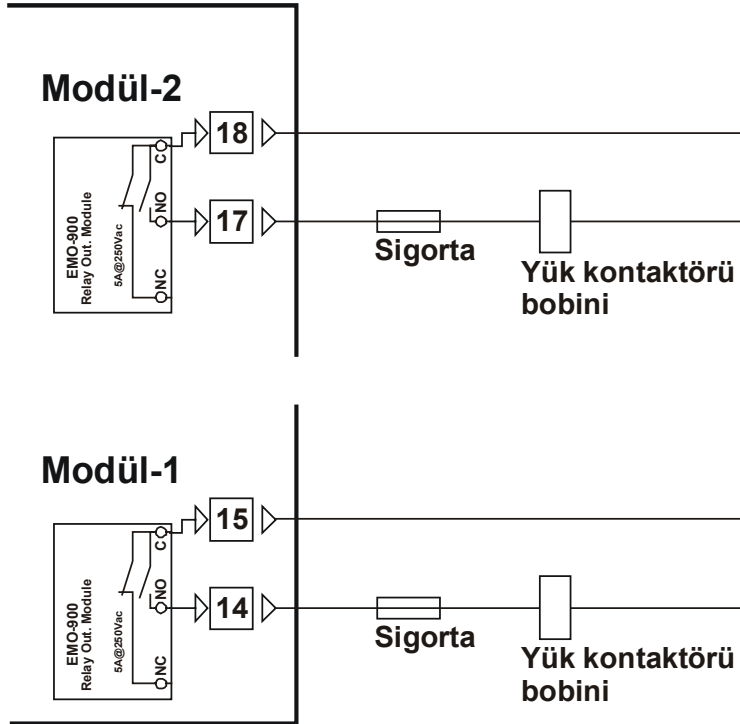 Modül-2
EMO-900
Relay Out. Module
5A@250Vac
C
NO
NC
18
17
Sigorta
Yük kontaktörü
bobini
Modül-1
EMO-900
Relay Out. Module
5A@250Vac
C
NO
NC
15
14
Sigorta
Yük kontaktörü
bobini